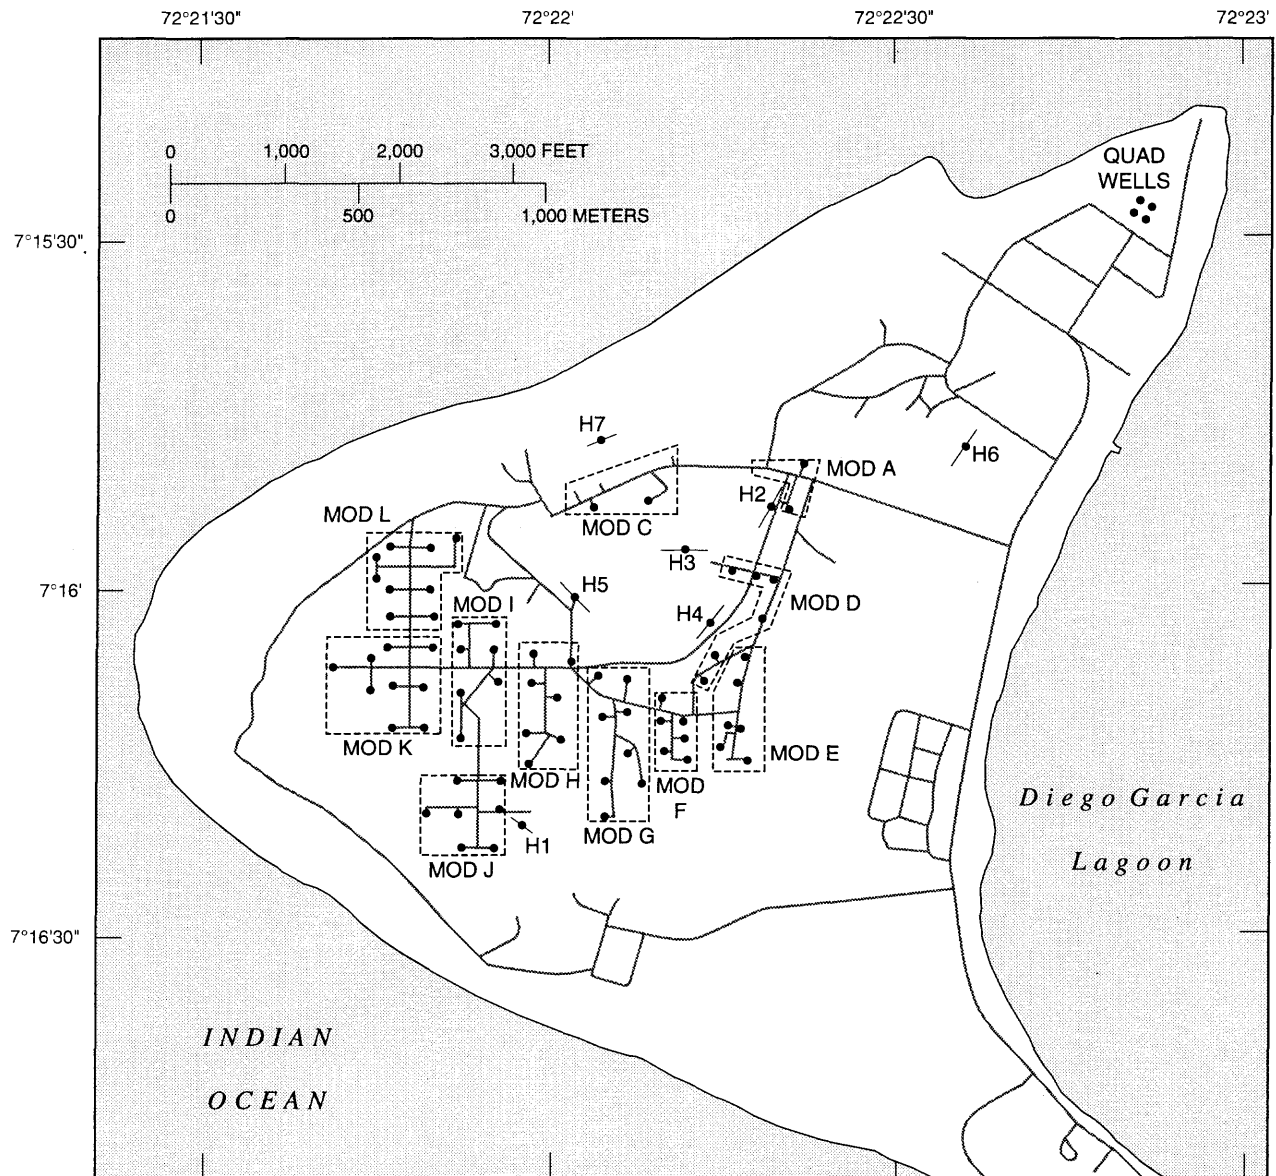 72°21'30"
72°22'
72°22'30"
72°23'
0
1,000
2,000
3,000 FEET
0
500
1,000 METERS
QUAD
WELLS
7°15'30"
H7
H6
MOD A
H2
MOD C
MOD L
H3
7°16'
H5
MOD I
H4
MOD D
MOD K
MOD H
MOD E
MOD
F
MOD G
H1
MOD J
Diego Garcia
Lagoon
7°16'30"
INDIAN
OCEAN